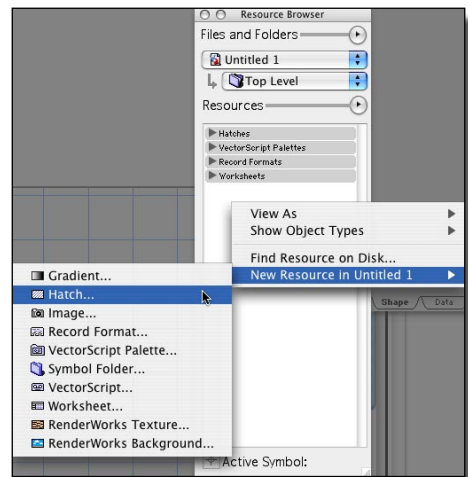 Resource Browser
Files and Folders
Untitled 1
Top Level
Resources
Hatches
VectorScript Palettes
Record Formats
Worksheets
View As
Show Object Types
Find Resource on Disk...
New Resource in Untitled 1
Gradient...
Hatch...
Image...
Record Format...
VectorScript Palette...
Symbol Folder...
VectorScript...
Worksheet...
RenderWorks Texture...
RenderWorks Background...
Shape
Data
Active Symbol: